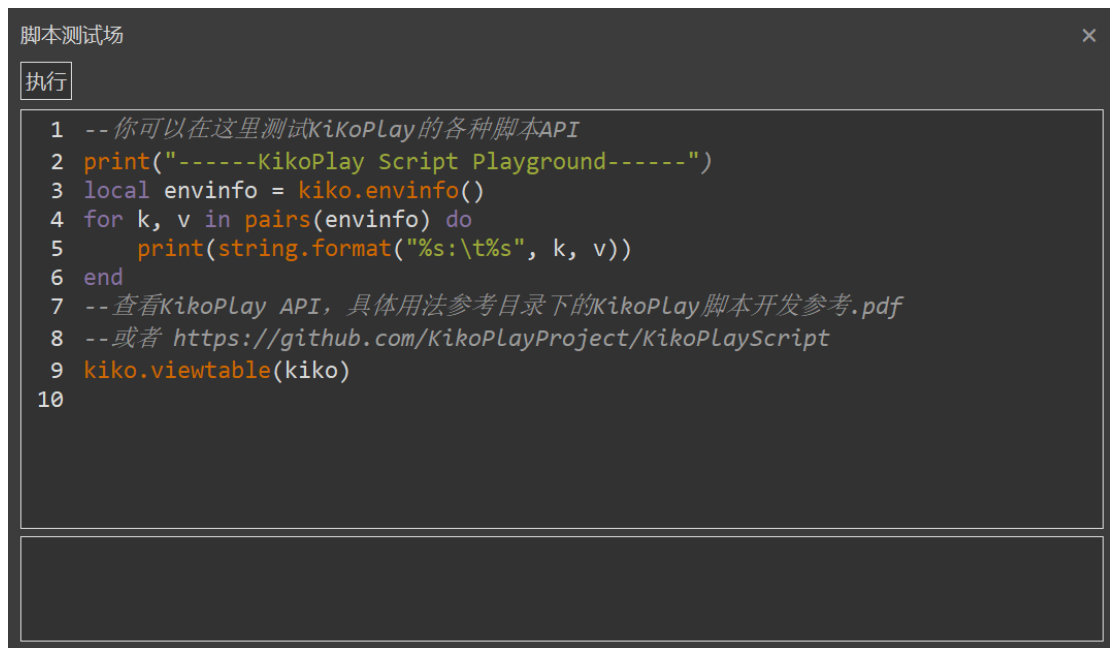 脚本测试场
×
执行
1 --你可以在这里测试KiKoPlay的各种脚本API
2 print("------KikoPlay Script Playground------")
3 local envinfo = kiko.envinfo()
4 for k, v in pairs(envinfo) do
5     print(string.format("%s:\t%s", k, v))
6 end
7 --查看KikoPlay API，具体用法参考目录下的KikoPlay脚本开发参考.pdf
8 --或者 https://github.com/KikoPlayProject/KikoPlayScript
9 kiko.viewtable(kiko)
10